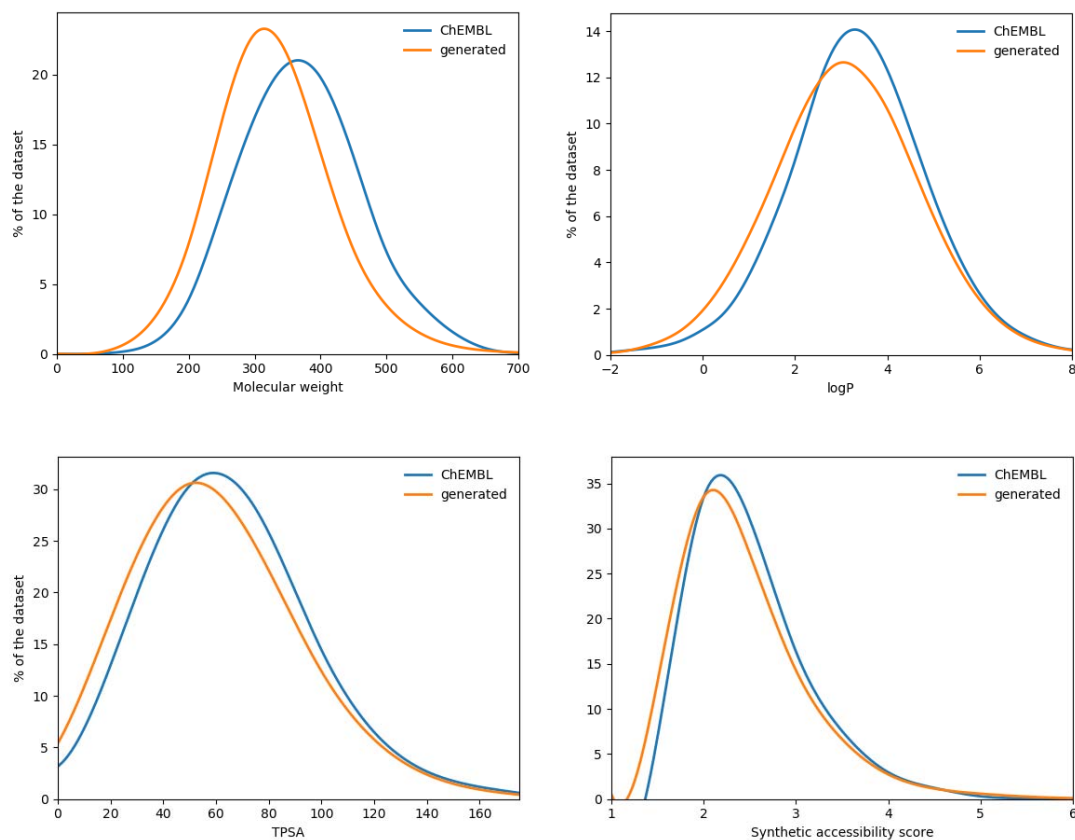 ChEMBL
generated
% of the dataset
20
15
10
5
0
0 100 200 300 400 500 600 700
Molecular weight
ChEMBL
generated
% of the dataset
14
12
10
8
6
4
2
0
−2 0 2 4 6 8
logP
ChEMBL
generated
% of the dataset
30
25
20
15
10
5
0
0 20 40 60 80 100 120 140 160
TPSA
ChEMBL
generated
35
30
25
20
15
10
5
0
1 2 3 4 5 6
Synthetic accessibility score